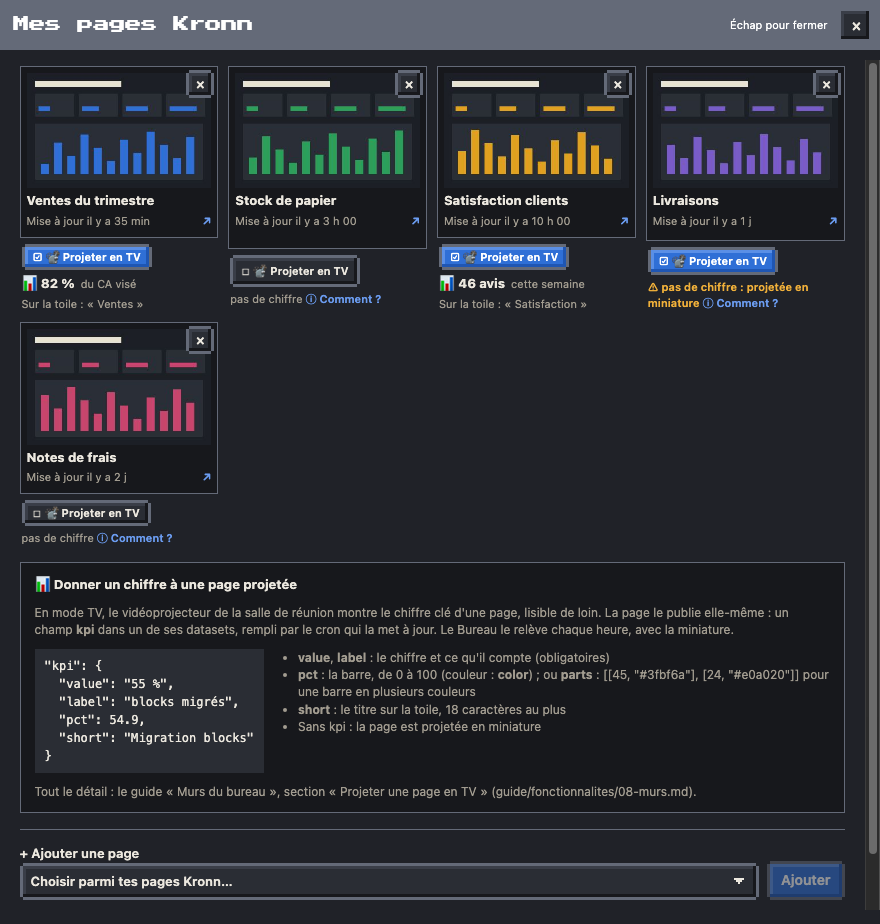 Mes pages Kronn
Échap pour fermer
Ventes du trimestre
Mise à jour il y a 35 min
Projeter en TV
82 % du CA visé
Sur la toile : « Ventes »
Stock de papier
Mise à jour il y a 3 h 00
Projeter en TV
pas de chiffre ⓘ Comment ?
Satisfaction clients
Mise à jour il y a 10 h 00
Projeter en TV
46 avis cette semaine
Sur la toile : « Satisfaction »
Livraisons
Mise à jour il y a 1 j
Projeter en TV
⚠ pas de chiffre : projetée en
miniature ⓘ Comment ?
Notes de frais
Mise à jour il y a 2 j
Projeter en TV
pas de chiffre ⓘ Comment ?
Donner un chiffre à une page projetée
En mode TV, le vidéoprojecteur de la salle de réunion montre le chiffre clé d'une page, lisible de loin. La page le publie elle-même : un
champ kpi dans un de ses datasets, rempli par le cron qui la met à jour. Le Bureau le relève chaque heure, avec la miniature.
"kpi": {
"value": "55 %",
"label": "blocks migrés",
"pct": 54.9,
"short": "Migration blocks"
}
• value, label : le chiffre et ce qu'il compte (obligatoires)
• pct : la barre, de 0 à 100 (couleur : color) ; ou parts : [[45, "#3fbf6a"], [24, "#e0a020"]] pour
une barre en plusieurs couleurs
• short : le titre sur la toile, 18 caractères au plus
• Sans kpi : la page est projetée en miniature
Tout le détail : le guide « Murs du bureau », section « Projeter une page en TV » (guide/fonctionnalites/08-murs.md).
+ Ajouter une page
Choisir parmi tes pages Kronn...
Ajouter